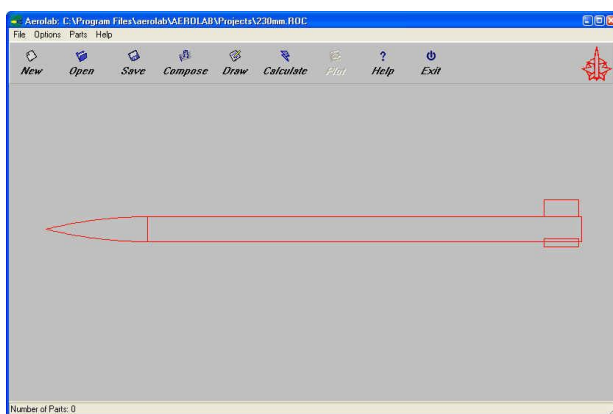 Aerolab: C:\Program Files\aerolab\AEROLAB\Projects\230mm.ROC
File Options Parts Help
New Open Save Compose Draw Calculate Plot Help Exit
Number of Parts: 0